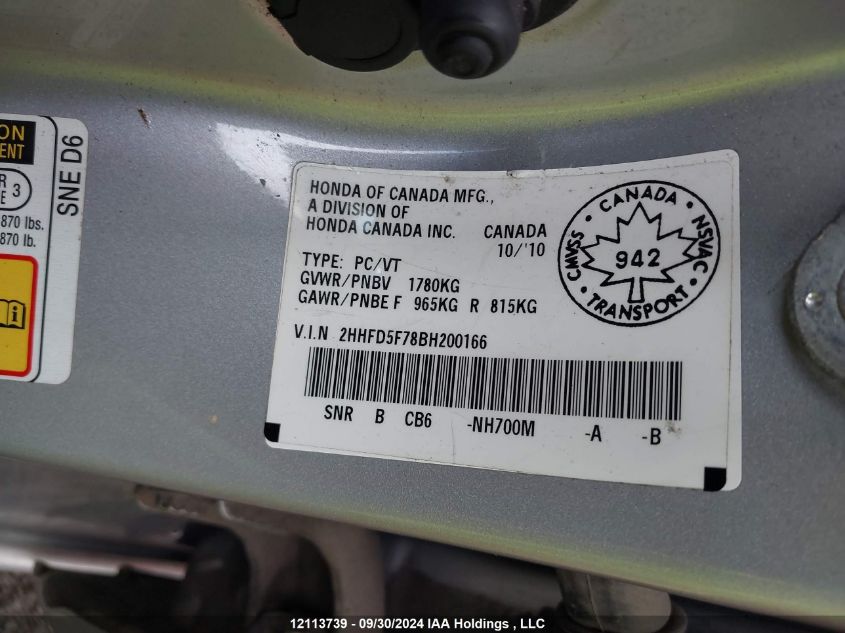 ON
ENT
R 3
E
870 lbs.
870 lb.
SNE D6
HONDA OF CANADA MFG.,
A DIVISION OF
HONDA CANADA INC. CANADA
10/'10
TYPE: PC/VT
GVWR/PNBV 1780KG
GAWR/PNBE F 965KG R 815KG
V.I.N 2HHFD5F78BH200166
SNR B CB6 -NH700M -A -B
CANADA
CMVSS · NSVAC
942
TRANSPORT
12113739 - 09/30/2024 IAA Holdings , LLC